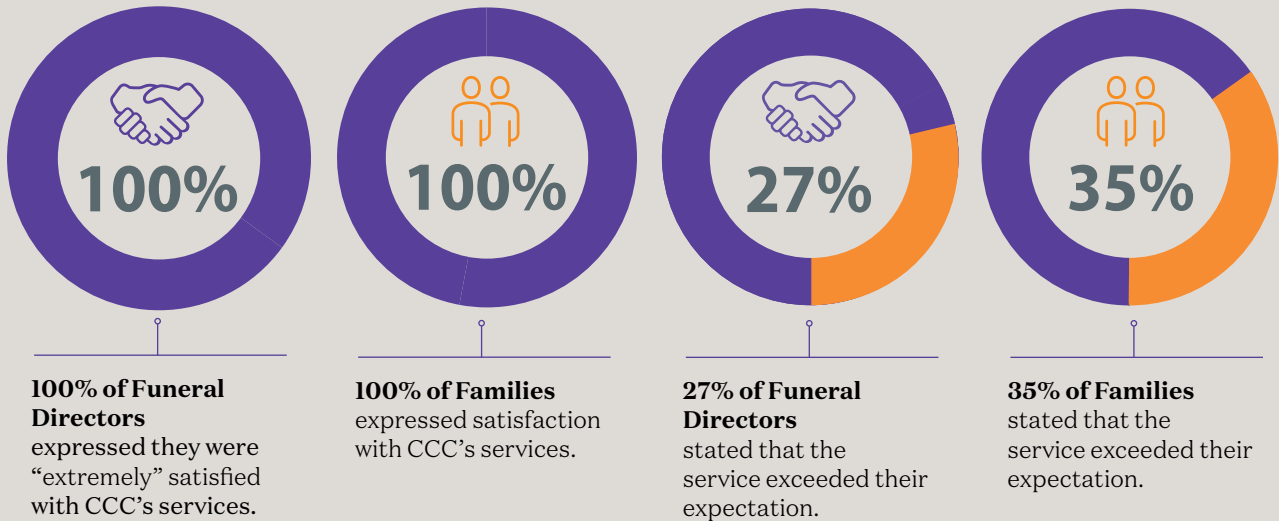 100%
100% of Funeral
Directors
expressed they were
“extremely” satisfied
with CCC’s services.
100%
100% of Families
expressed satisfaction
with CCC’s services.
27%
27% of Funeral
Directors
stated that the
service exceeded their
expectation.
35%
35% of Families
stated that the
service exceeded their
expectation.